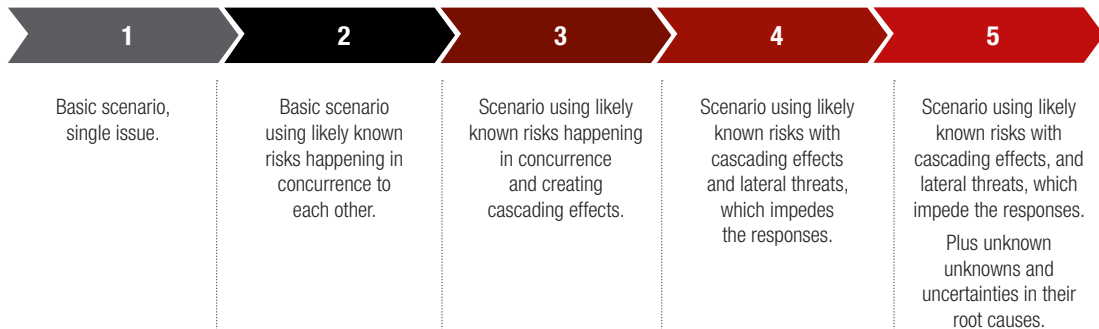 1
2
3
4
5
Basic scenario,
single issue.
Basic scenario
using likely known
risks happening in
concurrence to
each other.
Scenario using likely
known risks happening
in concurrence
and creating
cascading effects.
Scenario using likely
known risks with
cascading effects
and lateral threats,
which impedes
the responses.
Scenario using likely
known risks with
cascading effects, and
lateral threats, which
impede the responses.
Plus unknown
unknowns and
uncertainties in their
root causes.